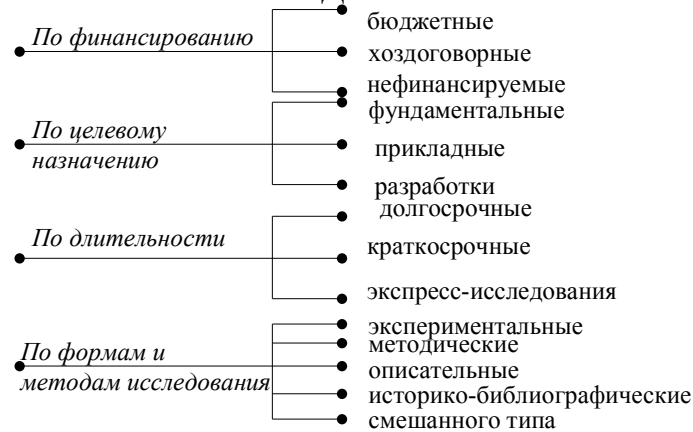 По финансированию
бюджетные
хоздоговорные
нефинансируемые
По целевому
назначению
фундаментальные
прикладные
разработки
По длительности
долгосрочные
краткосрочные
экспресс-исследования
По формам и
методам исследования
экспериментальные
методические
описательные
историко-библиографические
смешанного типа